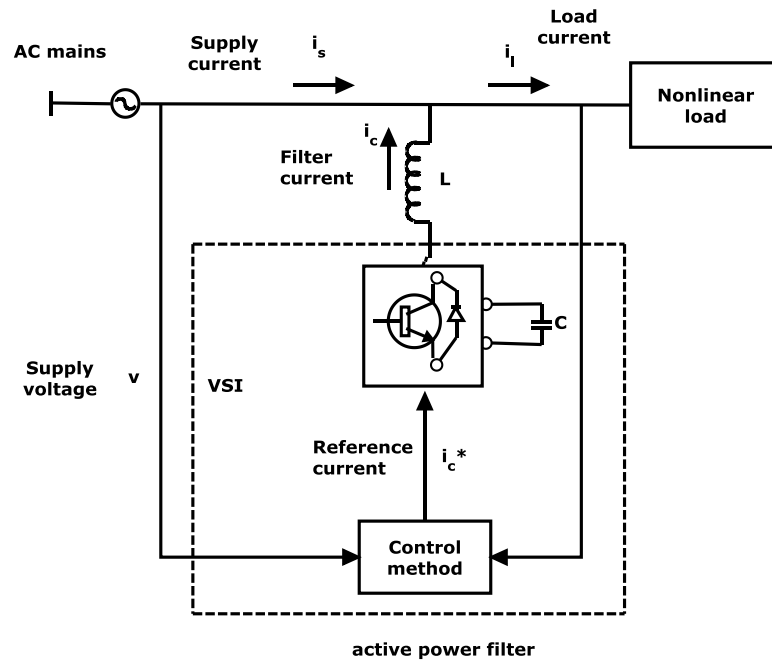 Supply
current
i_s
i_l
Load
current
AC mains
Nonlinear
load
i_c
Filter
current
L
C
Supply
voltage
v
VSI
Reference
current
i_c*
Control
method
active power filter